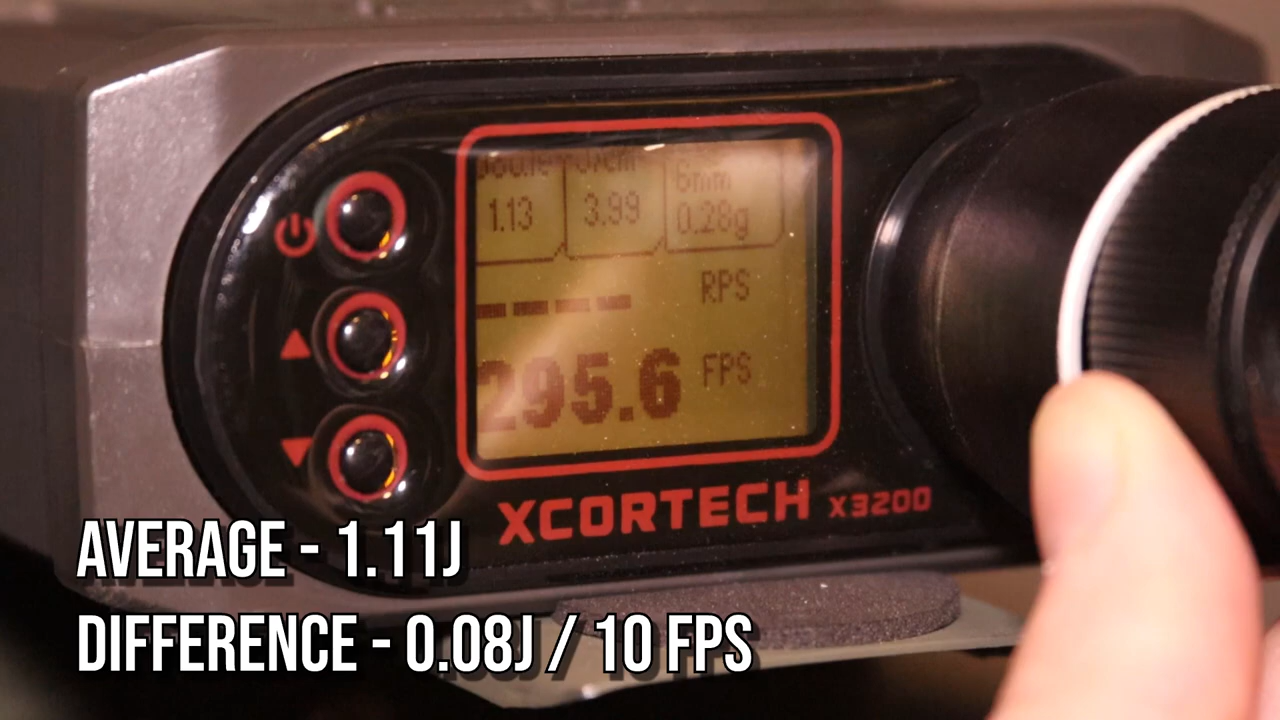 6mm
1.13 3.99 0.28g
RPS
295.6 FPS
XCORTECH X3200
AVERAGE - 1.11J
DIFFERENCE - 0.08J / 10 FPS